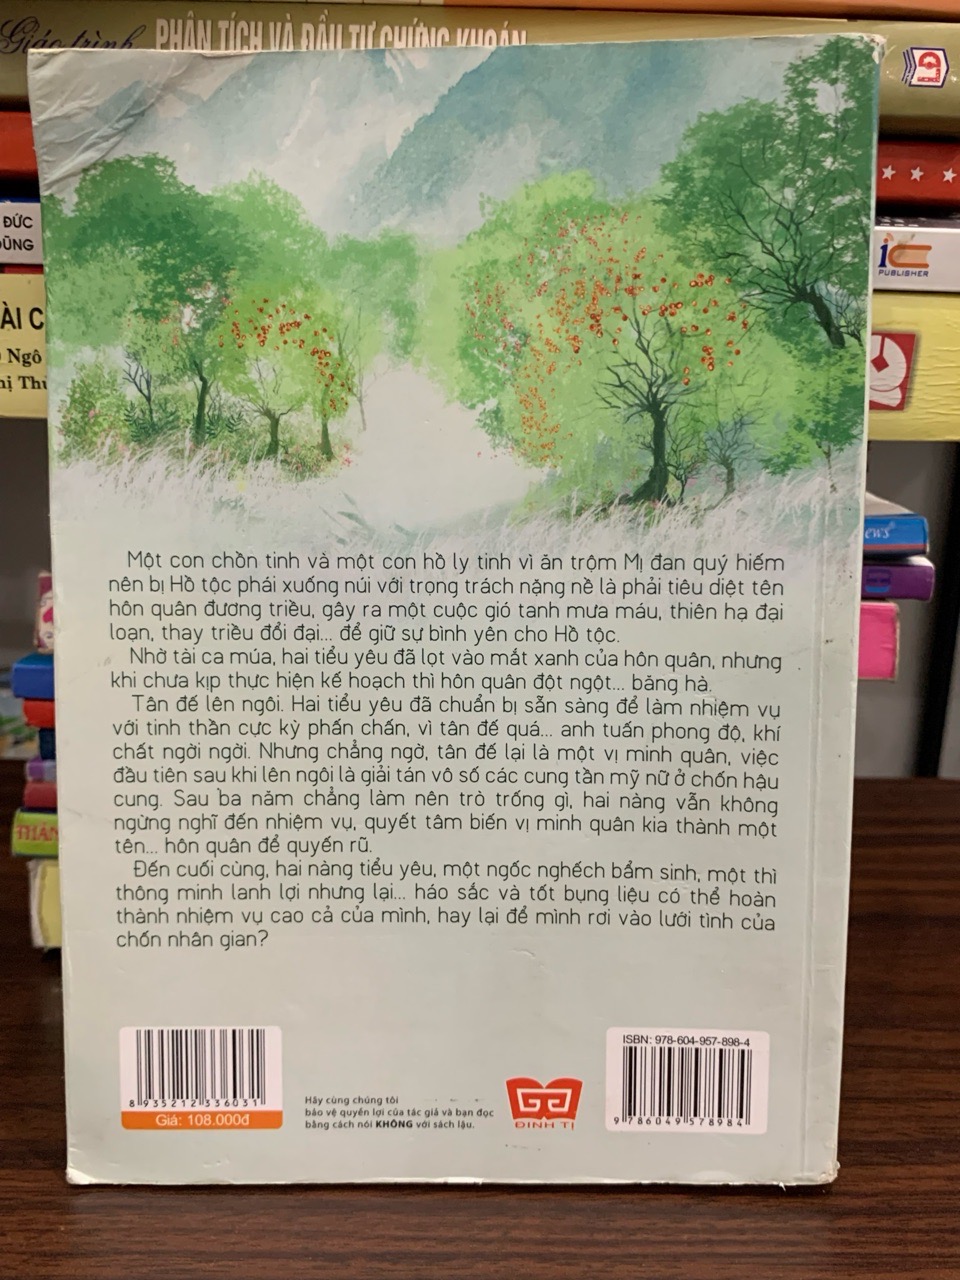 Giáo trình PHÂN TÍCH VÀ ĐẦU TƯ CHỨNG KHOÁN
ĐỨC
DŨNG
iC
PUBLISHER
ÀI C
Ngô
hị Thu
ews
THÀN
Một con chồn tinh và một con hồ ly tinh vì ăn trộm Mị đan quý hiếm
nên bị Hồ tộc phái xuống núi với trọng trách nặng nề là phải tiêu diệt tên
hôn quân đương triều, gây ra một cuộc gió tanh mưa máu, thiên hạ đại
loạn, thay triều đổi đại... để giữ sự bình yên cho Hồ tộc.
Nhờ tài ca múa, hai tiểu yêu đã lọt vào mắt xanh của hôn quân, nhưng
khi chưa kịp thực hiện kế hoạch thì hôn quân đột ngột... băng hà.
Tân đế lên ngôi. Hai tiểu yêu đã chuẩn bị sẵn sàng để làm nhiệm vụ
với tinh thần cực kỳ phấn chấn, vì tân đế quá... anh tuấn phong độ, khí
chất ngời ngời. Nhưng chẳng ngờ, tân đế lại là một vị minh quân, việc
đầu tiên sau khi lên ngôi là giải tán vô số các cung tần mỹ nữ ở chốn hậu
cung. Sau ba năm chẳng làm nên trò trống gì, hai nàng vẫn không
ngừng nghĩ đến nhiệm vụ, quyết tâm biến vị minh quân kia thành một
tên... hôn quân để quyến rũ.
Đến cuối cùng, hai nàng tiểu yêu, một ngốc nghếch bẩm sinh, một thì
thông minh lanh lợi nhưng lại... háo sắc và tốt bụng liệu có thể hoàn
thành nhiệm vụ cao cả của mình, hay lại để mình rơi vào lưới tình của
chốn nhân gian?
8 935212 336031
Giá: 108.000đ
Hãy cùng chúng tôi
bảo vệ quyền lợi của tác giả và bạn đọc
bằng cách nói KHÔNG với sách lậu.
ĐINH TỊ
ISBN: 978-604-957-898-4
9 786049 578984